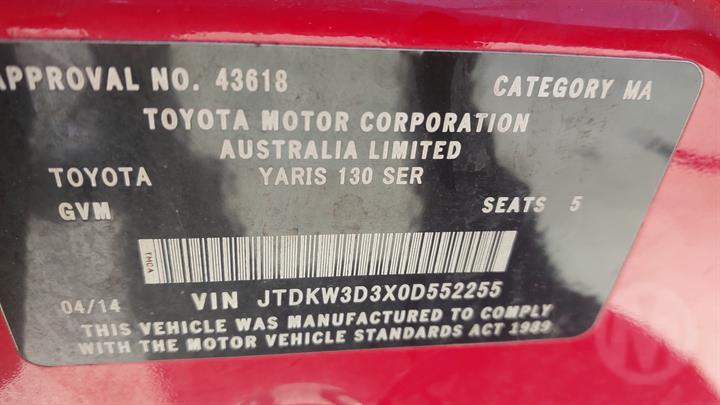 APPROVAL NO. 43618 CATEGORY MA
TOYOTA MOTOR CORPORATION
AUSTRALIA LIMITED
TOYOTA YARIS 130 SER
GVM SEATS 5
TMCA
04/14 VIN JTDKW3D3X0D552255
THIS VEHICLE WAS MANUFACTURED TO COMPLY
WITH THE MOTOR VEHICLE STANDARDS ACT 1989
M